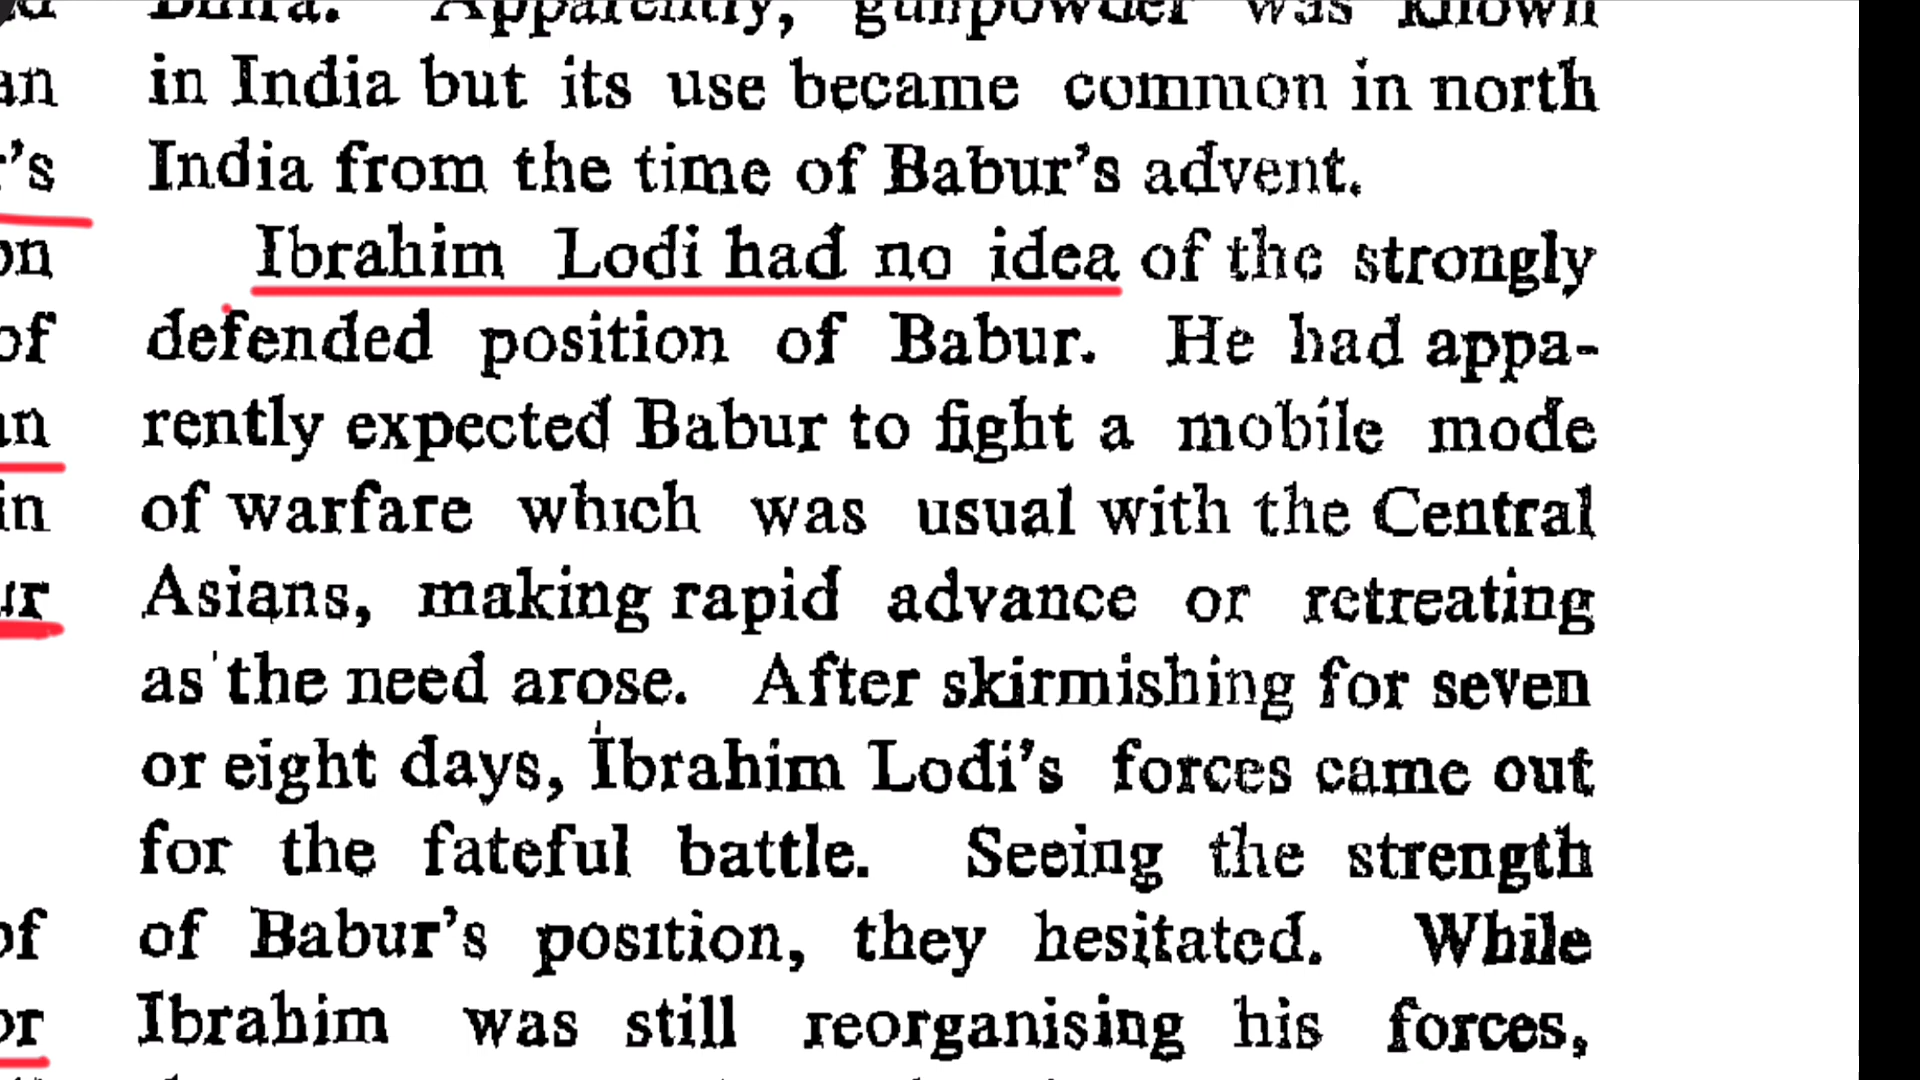 Apparently, gunpowder was known
in India but its use became common in north
India from the time of Babur's advent.
Ibrahim Lodi had no idea of the strongly
defended position of Babur. He had appa-
rently expected Babur to fight a mobile mode
of warfare which was usual with the Central
Asians, making rapid advance or retreating
as the need arose. After skirmishing for seven
or eight days, Ibrahim Lodi's forces came out
for the fateful battle. Seeing the strength
of Babur's position, they hesitated. While
Ibrahim was still reorganising his forces,